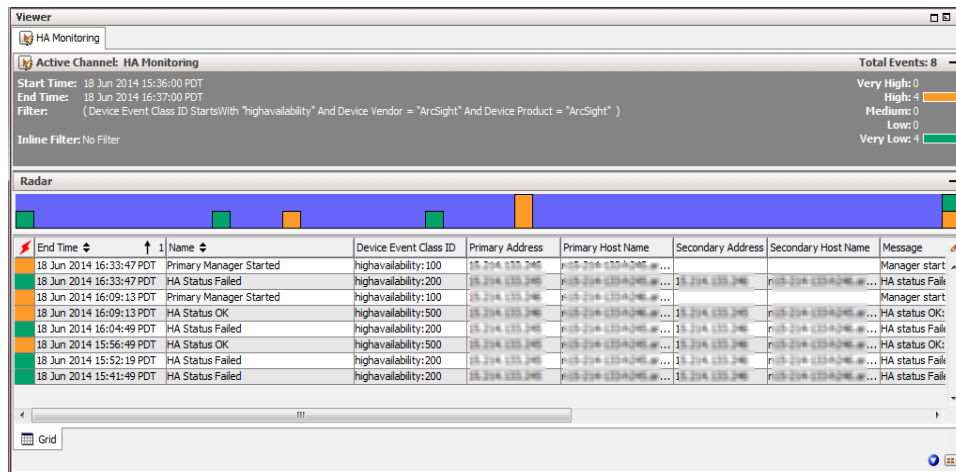 Viewer
HA Monitoring
Active Channel: HA Monitoring Total Events: 8
Start Time: 18 Jun 2014 15:36:00 PDT Very High: 0
End Time: 18 Jun 2014 16:37:00 PDT High: 4
Filter: ( Device Event Class ID StartsWith "highavailability" And Device Vendor = "ArcSight" And Device Product = "ArcSight" ) Medium: 0
Low: 0
Inline Filter: No Filter Very Low: 4
Radar
End Time 1 Name Device Event Class ID Primary Address Primary Host Name Secondary Address Secondary Host Name Message
18 Jun 2014 16:33:47 PDT Primary Manager Started highavailability:100 Manager start
18 Jun 2014 16:33:47 PDT HA Status Failed highavailability:200 HA status Faile
18 Jun 2014 16:09:13 PDT Primary Manager Started highavailability:100 Manager start
18 Jun 2014 16:09:13 PDT HA Status OK highavailability:500 HA status OK:
18 Jun 2014 16:04:49 PDT HA Status Failed highavailability:200 HA status Faile
18 Jun 2014 15:56:49 PDT HA Status OK highavailability:500 HA status OK:
18 Jun 2014 15:52:19 PDT HA Status Failed highavailability:200 HA status Faile
18 Jun 2014 15:41:49 PDT HA Status Failed highavailability:200 HA status Faile
Grid